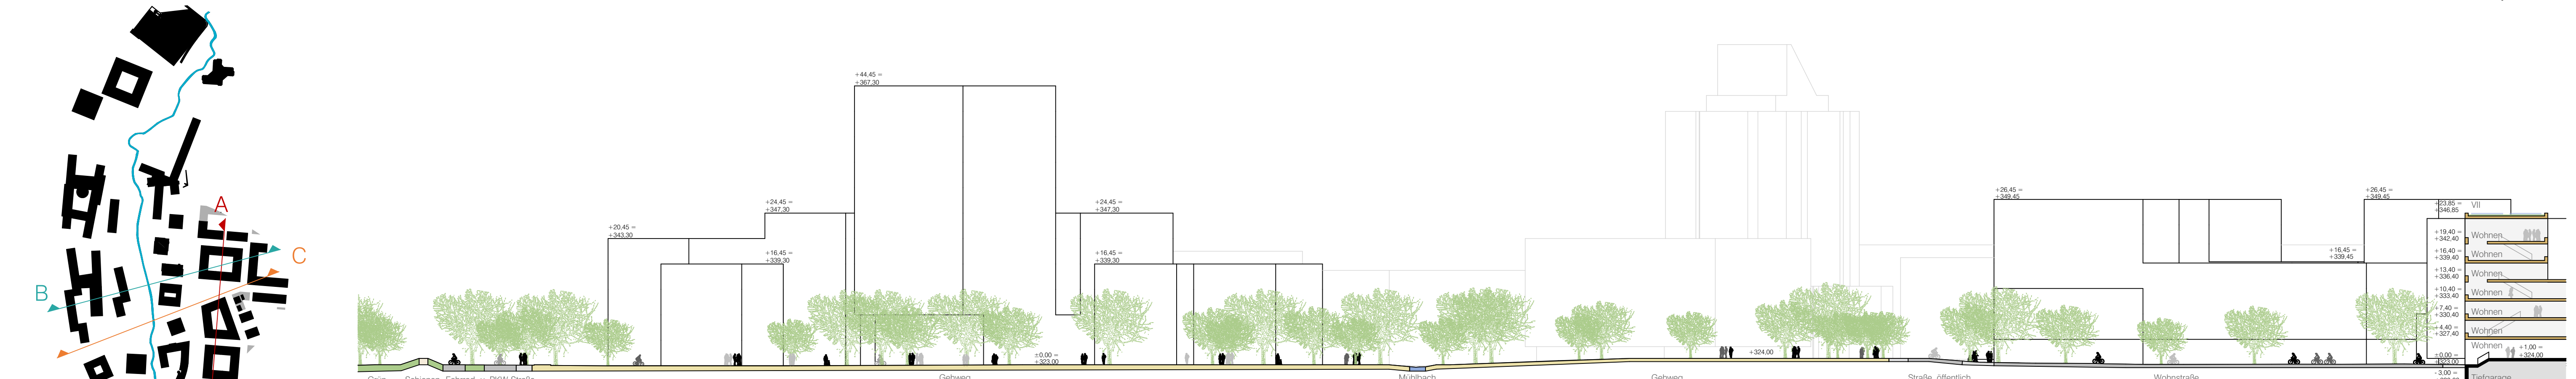 A
C
B
+44,45 =
+367,30
+24,45 =
+347,30
+24,45 =
+347,30
+20,45 =
+343,30
+16,45 =
+339,30
+16,45 =
+339,30
±0,00 =
+323,00
+324,00
+26,45 =
+349,45
+26,45 =
+349,45
+16,45 =
+339,45
+23,85 =
+346,85
VII
+19,40 =
+342,40
Wohnen
+16,40 =
+339,40
Wohnen
+13,40 =
+336,40
Wohnen
+10,40 =
+333,40
Wohnen
+7,40 =
+330,40
Wohnen
+4,40 =
+327,40
Wohnen
Wohnen
+1,00 =
+324,00
±0,00 =
+323,00
- 3,00 =
Tiefgarage
Grün
Schienen
Fahrrad
PKW Straße
Gehweg
Mühlbach
Gehweg
Straße, öffentlich
Wohnstraße